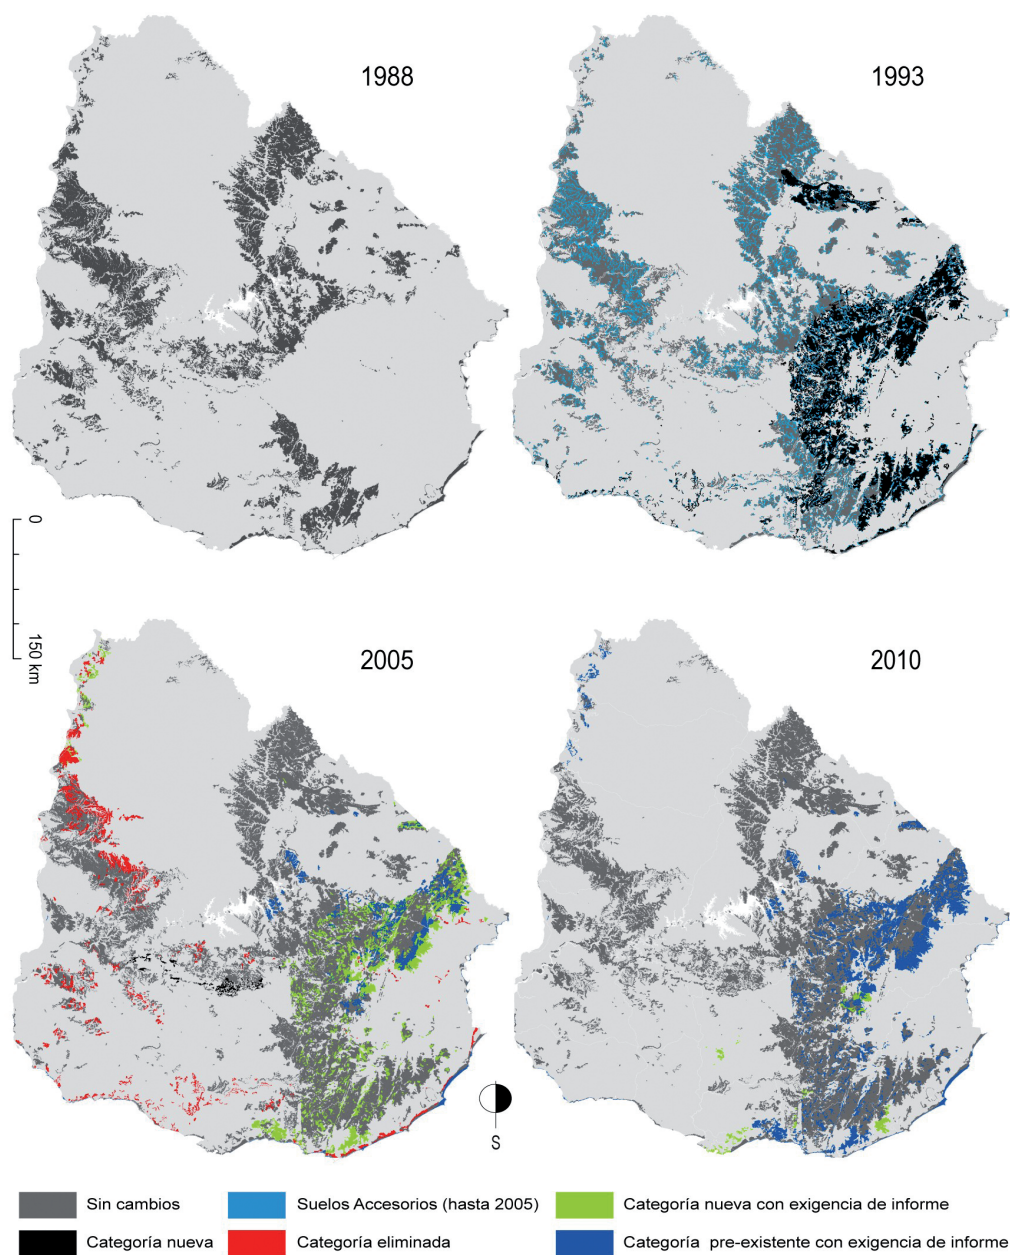 1988
1993
0
150 km
2005
2010
S
Sin cambios
Suelos Accesorios (hasta 2005)
Categoría nueva con exigencia de informe
Categoría nueva
Categoría eliminada
Categoría pre-existente con exigencia de informe